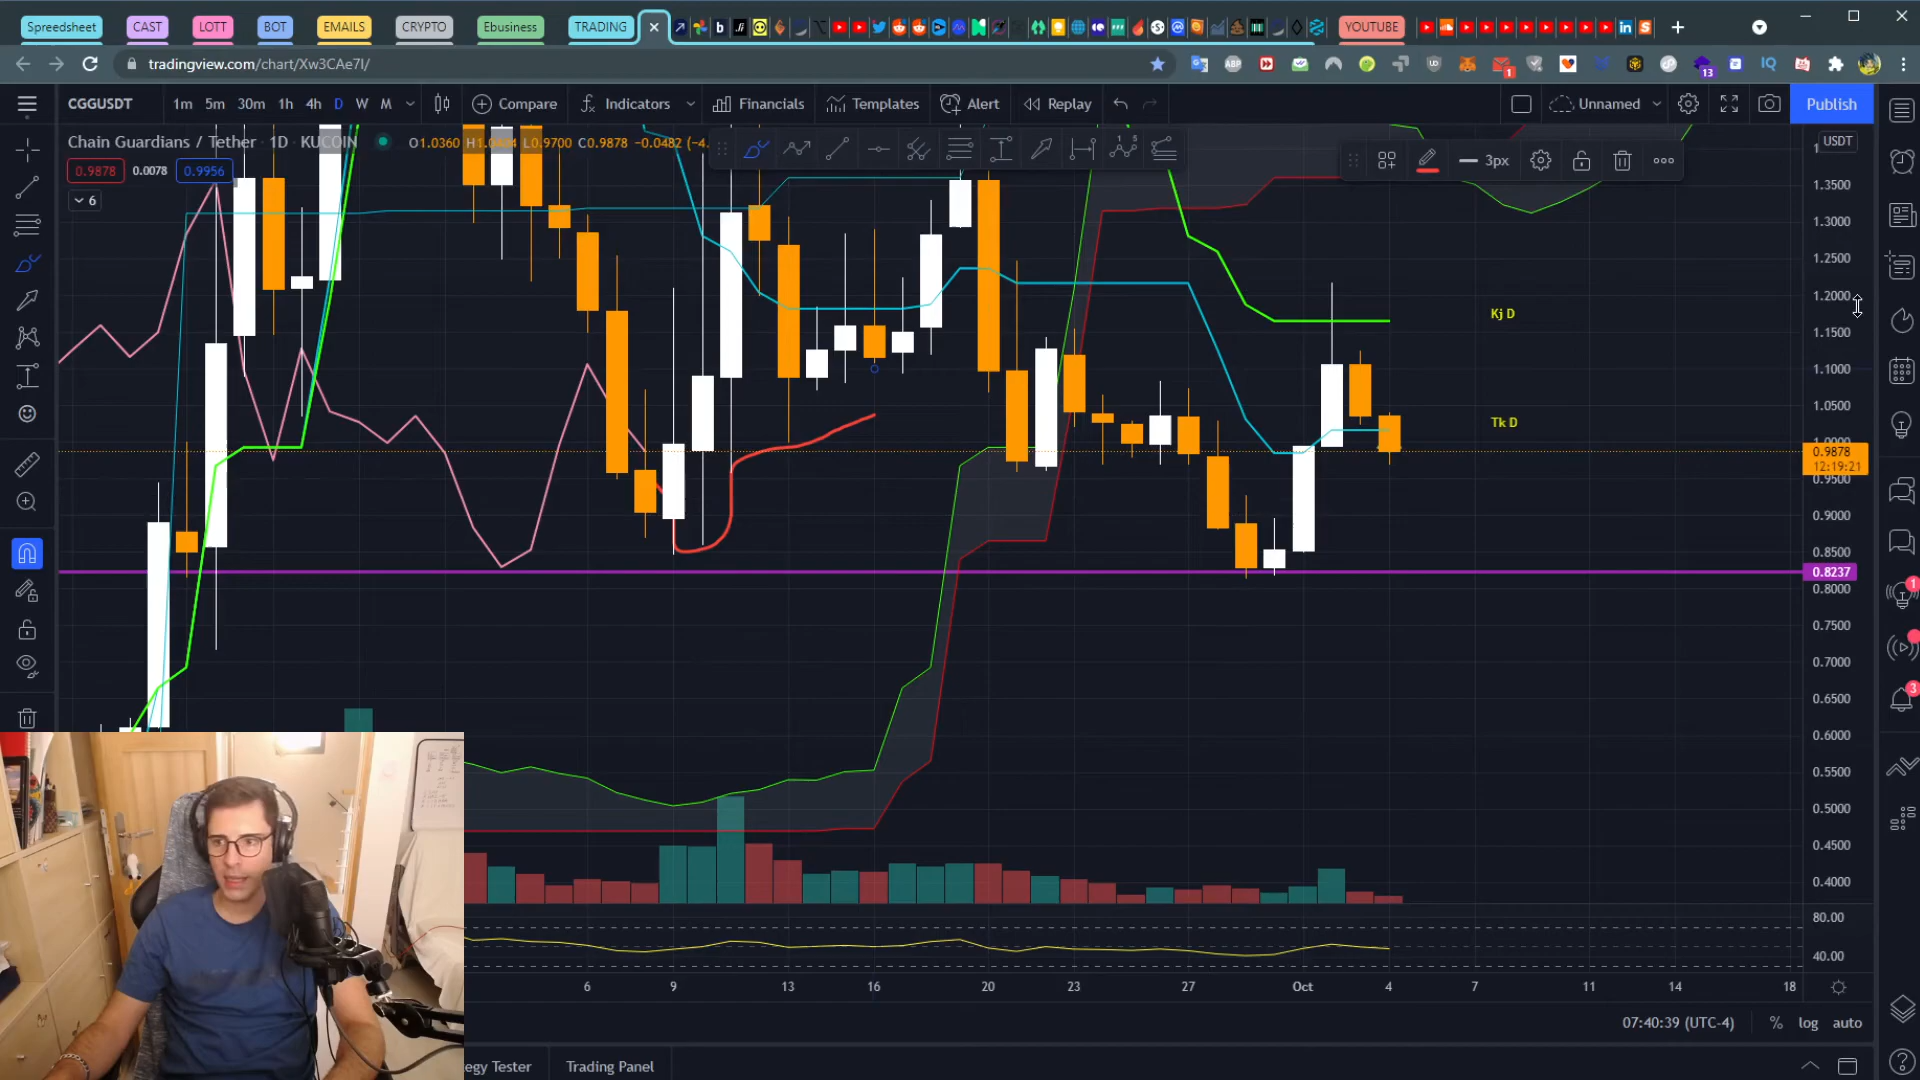 Spreedsheet CAST LOTT BOT EMAILS CRYPTO Ebusiness TRADING YOUTUBE
tradingview.com/chart/Xw3CAe7I/
CGGUSDT 1m 5m 30m 1h 4h D W M Compare Indicators Financials Templates Alert Replay Unnamed Publish
Chain Guardians / Tether · 1D · KUCOIN O1.0360 L0.9700 C0.9878 −0.0482
USDT
0.9878 0.0078 0.9956
3px
6
1.3500
1.3000
1.2500
1.2000
Kj D
1.1500
1.1000
1.0500
Tk D
1.0000
0.9878
12:19:21
0.9500
0.9000
0.8500
0.8237
0.8000
0.7500
0.7000
0.6500
0.6000
0.5500
0.5000
0.4500
0.4000
80.00
40.00
6 9 13 16 20 23 27 Oct 4 7 11 14 18
07:40:39 (UTC-4) % log auto
egy Tester Trading Panel